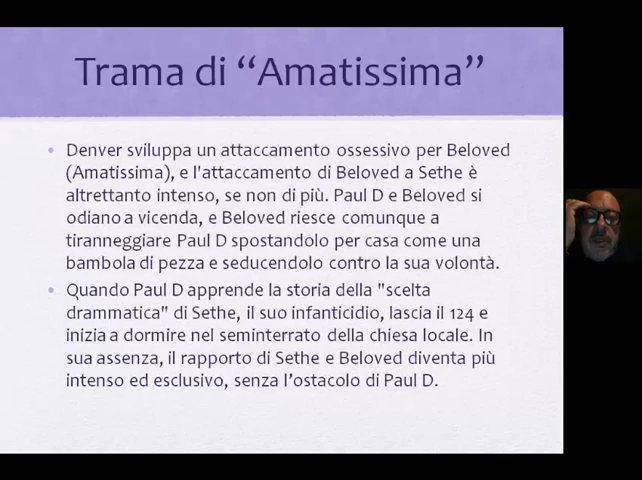 Trama di “Amatissima”
• Denver sviluppa un attaccamento ossessivo per Beloved
(Amatissima), e l'attaccamento di Beloved a Sethe è
altrettanto intenso, se non di più. Paul D e Beloved si
odiano a vicenda, e Beloved riesce comunque a
tiranneggiare Paul D spostandolo per casa come una
bambola di pezza e seducendolo contro la sua volontà.
• Quando Paul D apprende la storia della "scelta
drammatica" di Sethe, il suo infanticidio, lascia il 124 e
inizia a dormire nel seminterrato della chiesa locale. In
sua assenza, il rapporto di Sethe e Beloved diventa più
intenso ed esclusivo, senza l’ostacolo di Paul D.